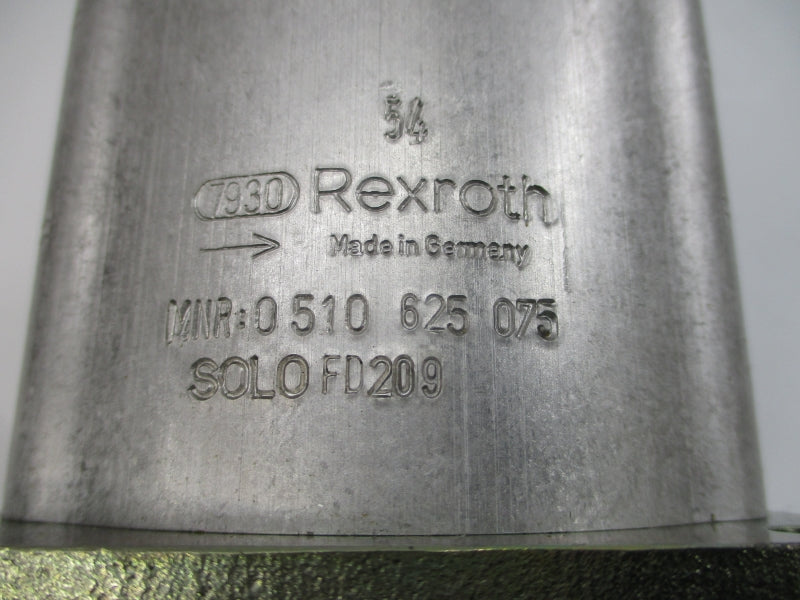 54
7930 Rexroth
Made in Germany
MNR:0 510 625 075
SOLO FD209